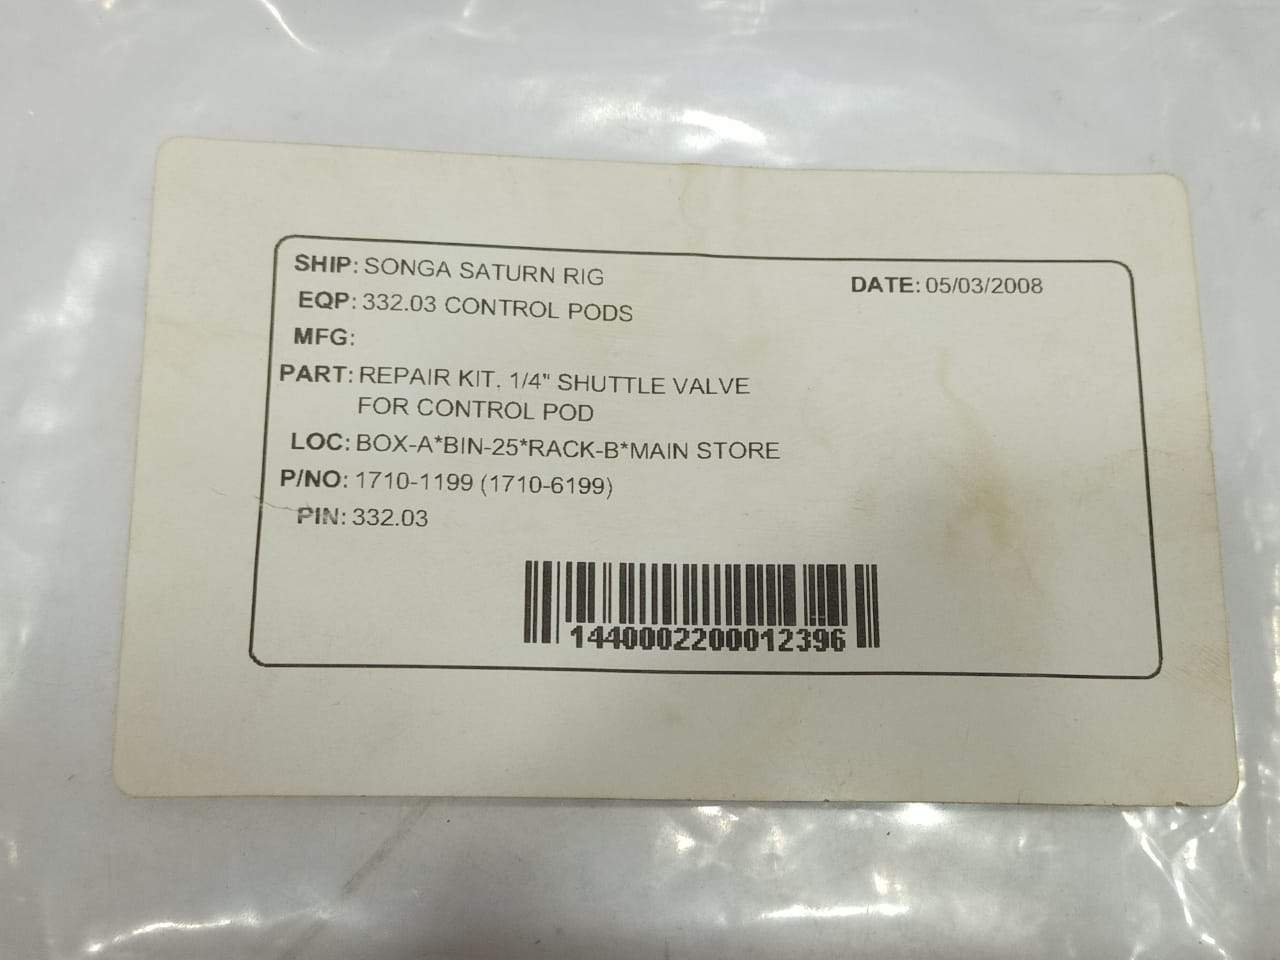 SHIP: SONGA SATURN RIG DATE: 05/03/2008
EQP: 332.03 CONTROL PODS
MFG:
PART: REPAIR KIT. 1/4" SHUTTLE VALVE
FOR CONTROL POD
LOC: BOX-A*BIN-25*RACK-B*MAIN STORE
P/NO: 1710-1199 (1710-6199)
PIN: 332.03
1440002200012396